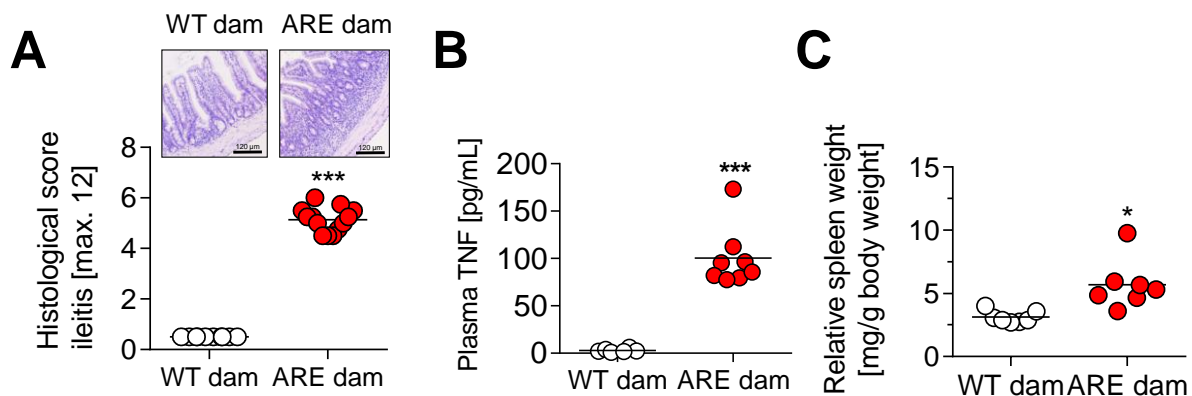 A
WT dam ARE dam
120 µm 120 µm
Histological score
ileitis [max. 12]
8
6
4
2
0
***
WT dam ARE dam
B
Plasma TNF [pg/mL]
200
150
100
50
0
***
WT dam ARE dam
C
Relative spleen weight
[mg/g body weight]
15
10
5
0
*
WT dam ARE dam